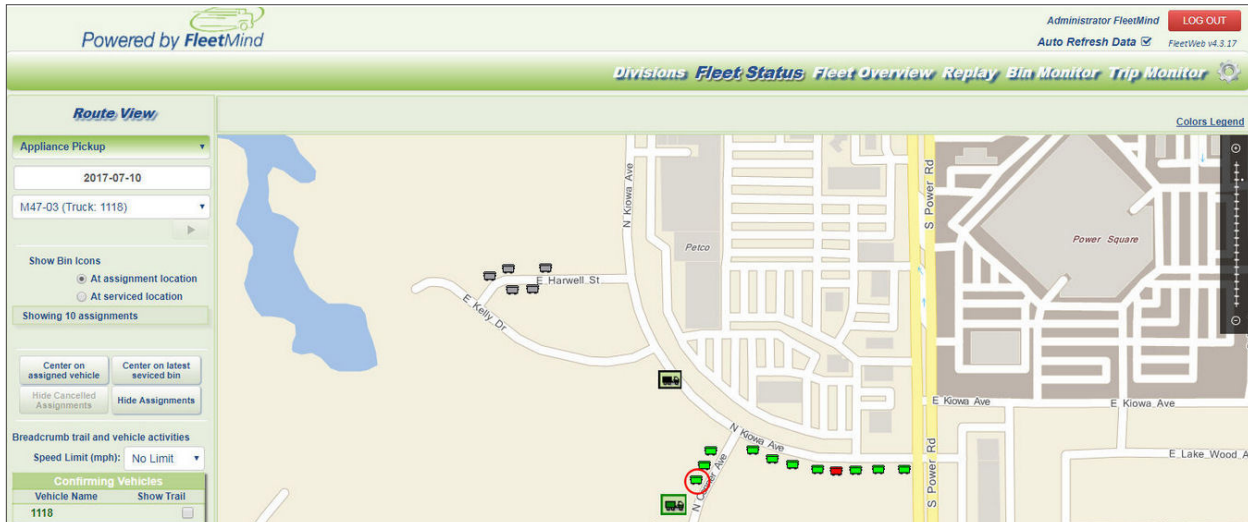 Powered by FleetMind
Administrator FleetMind
LOG OUT
Auto Refresh Data
FleetWeb v4.3.17
Divisions Fleet Status Fleet Overview Replay Bin Monitor Trip Monitor
Route View
Colors Legend
Appliance Pickup
2017-07-10
M47-03 (Truck: 1118)
Show Bin Icons
At assignment location
At serviced location
Showing 10 assignments
Center on
assigned vehicle
Center on latest
seviced bin
Hide Cancelled
Assignments
Hide Assignments
Breadcrumb trail and vehicle activities
Speed Limit (mph):
No Limit
Confirming Vehicles
Vehicle Name
Show Trail
1118
N Kiowa Ave
Petco
S Power Rd
Power Square
E Harwell St
E Kelly Dr
E Kiowa Ave
E Kiowa Ave
N Kiowa Ave
E Lake_Wood A
S Power Rd